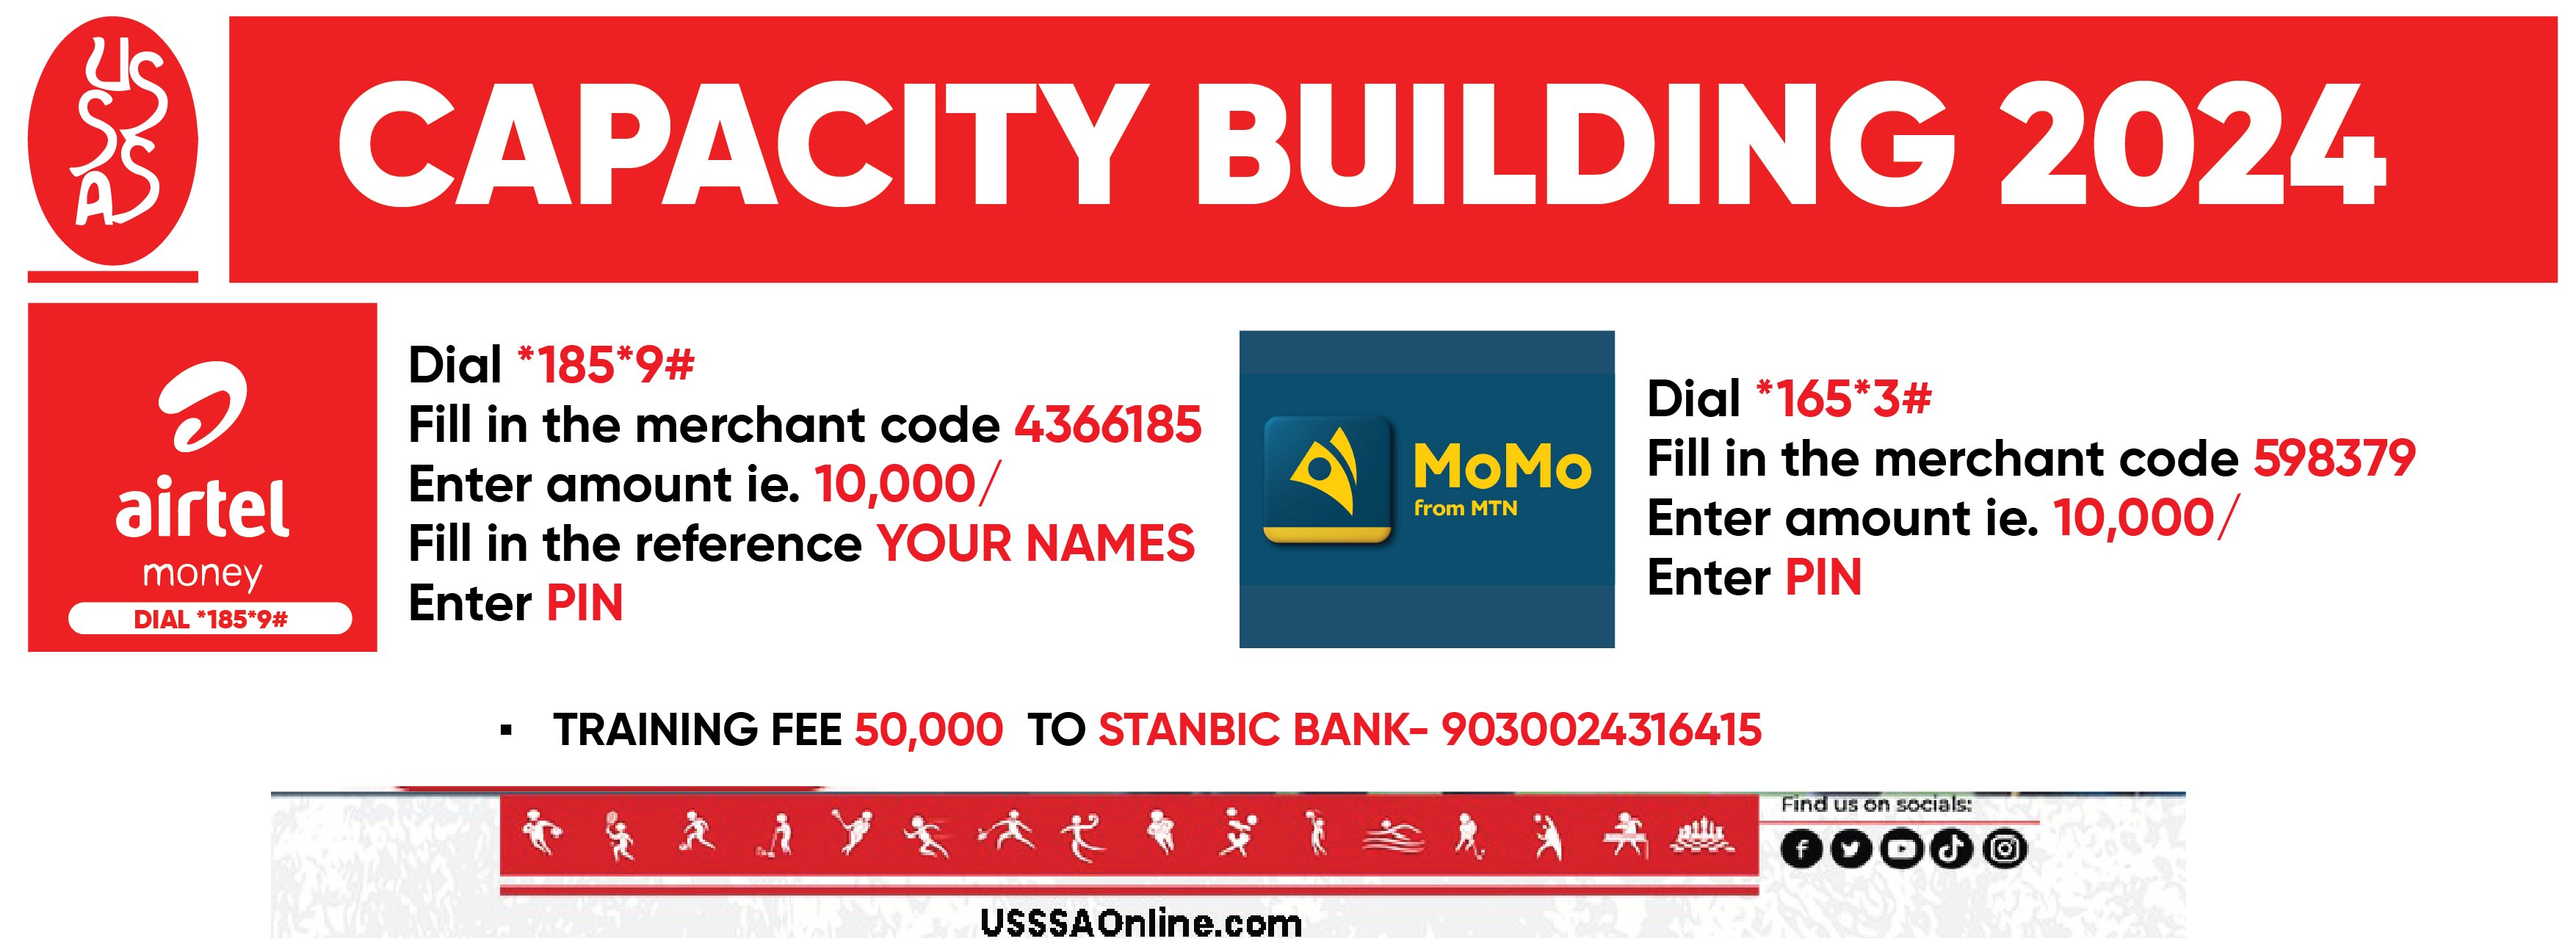 USSSA
CAPACITY BUILDING 2024
airtel
money
DIAL *185*9#
Dial *185*9#
Fill in the merchant code 4366185
Enter amount ie. 10,000/
Fill in the reference YOUR NAMES
Enter PIN
MoMo
from MTN
Dial *165*3#
Fill in the merchant code 598379
Enter amount ie. 10,000/
Enter PIN
▪ TRAINING FEE 50,000 TO STANBIC BANK- 9030024316415
Find us on socials:
USSSAOnline.com